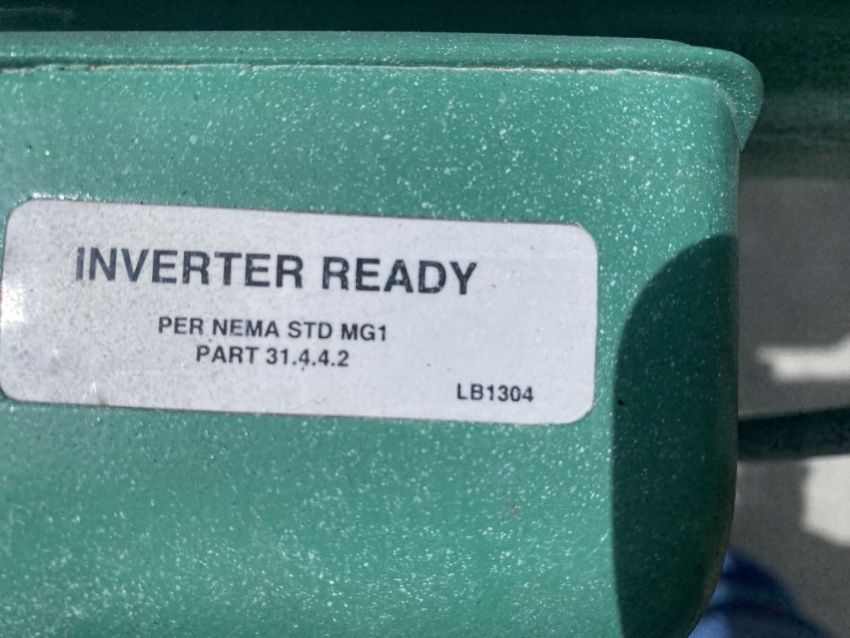 INVERTER READY
PER NEMA STD MG1
PART 31.4.4.2
LB1304